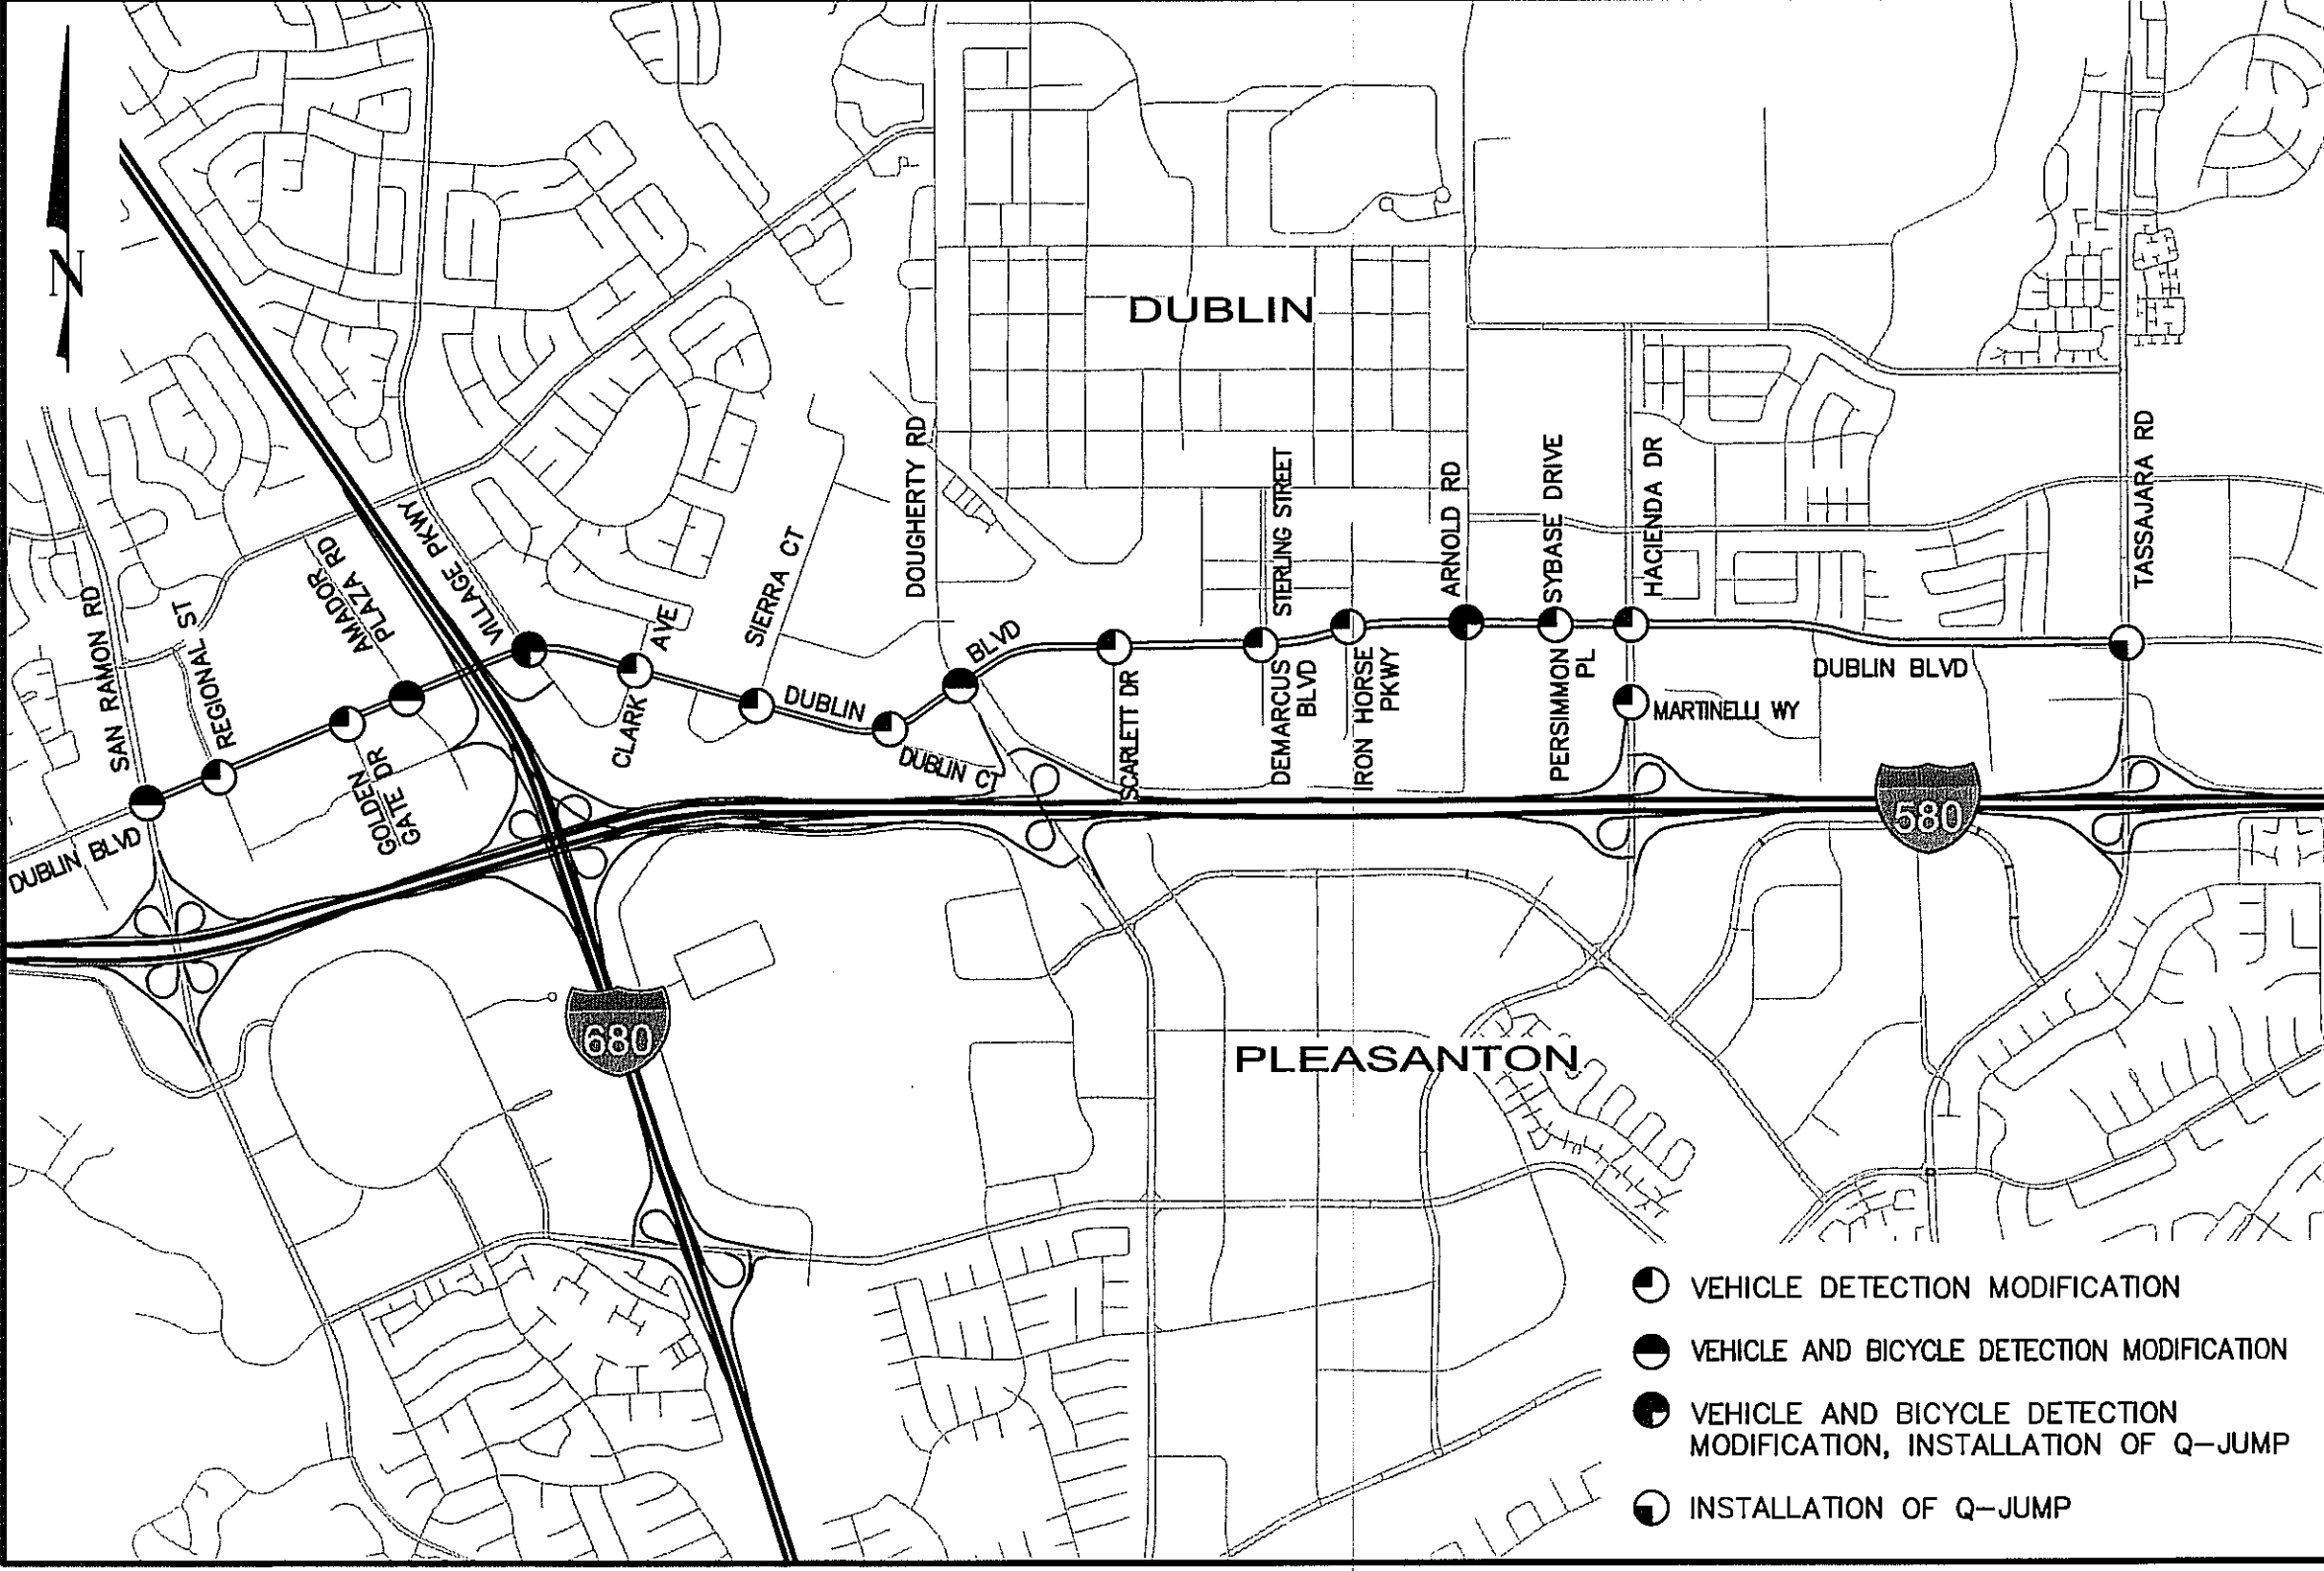 N
DUBLIN
SAN RAMON RD
REGIONAL ST
AMADOR
PLAZA RD
VILLAGE PKWY
CLARK AVE
SIERRA CT
DOUGHERTY RD
STERLING STREET
ARNOLD RD
SYBASE DRIVE
HACIENDA DR
TASSAJARA RD
DUBLIN BLVD
GOLDEN
GATE DR
DUBLIN BLVD
DUBLIN CT
SCARLETT DR
DEMARCUS
BLVD
IRON HORSE
PKWY
PERSIMMON
PL
MARTINELLI WY
DUBLIN BLVD
580
680
PLEASANTON
VEHICLE DETECTION MODIFICATION
VEHICLE AND BICYCLE DETECTION MODIFICATION
VEHICLE AND BICYCLE DETECTION
MODIFICATION, INSTALLATION OF Q-JUMP
INSTALLATION OF Q-JUMP